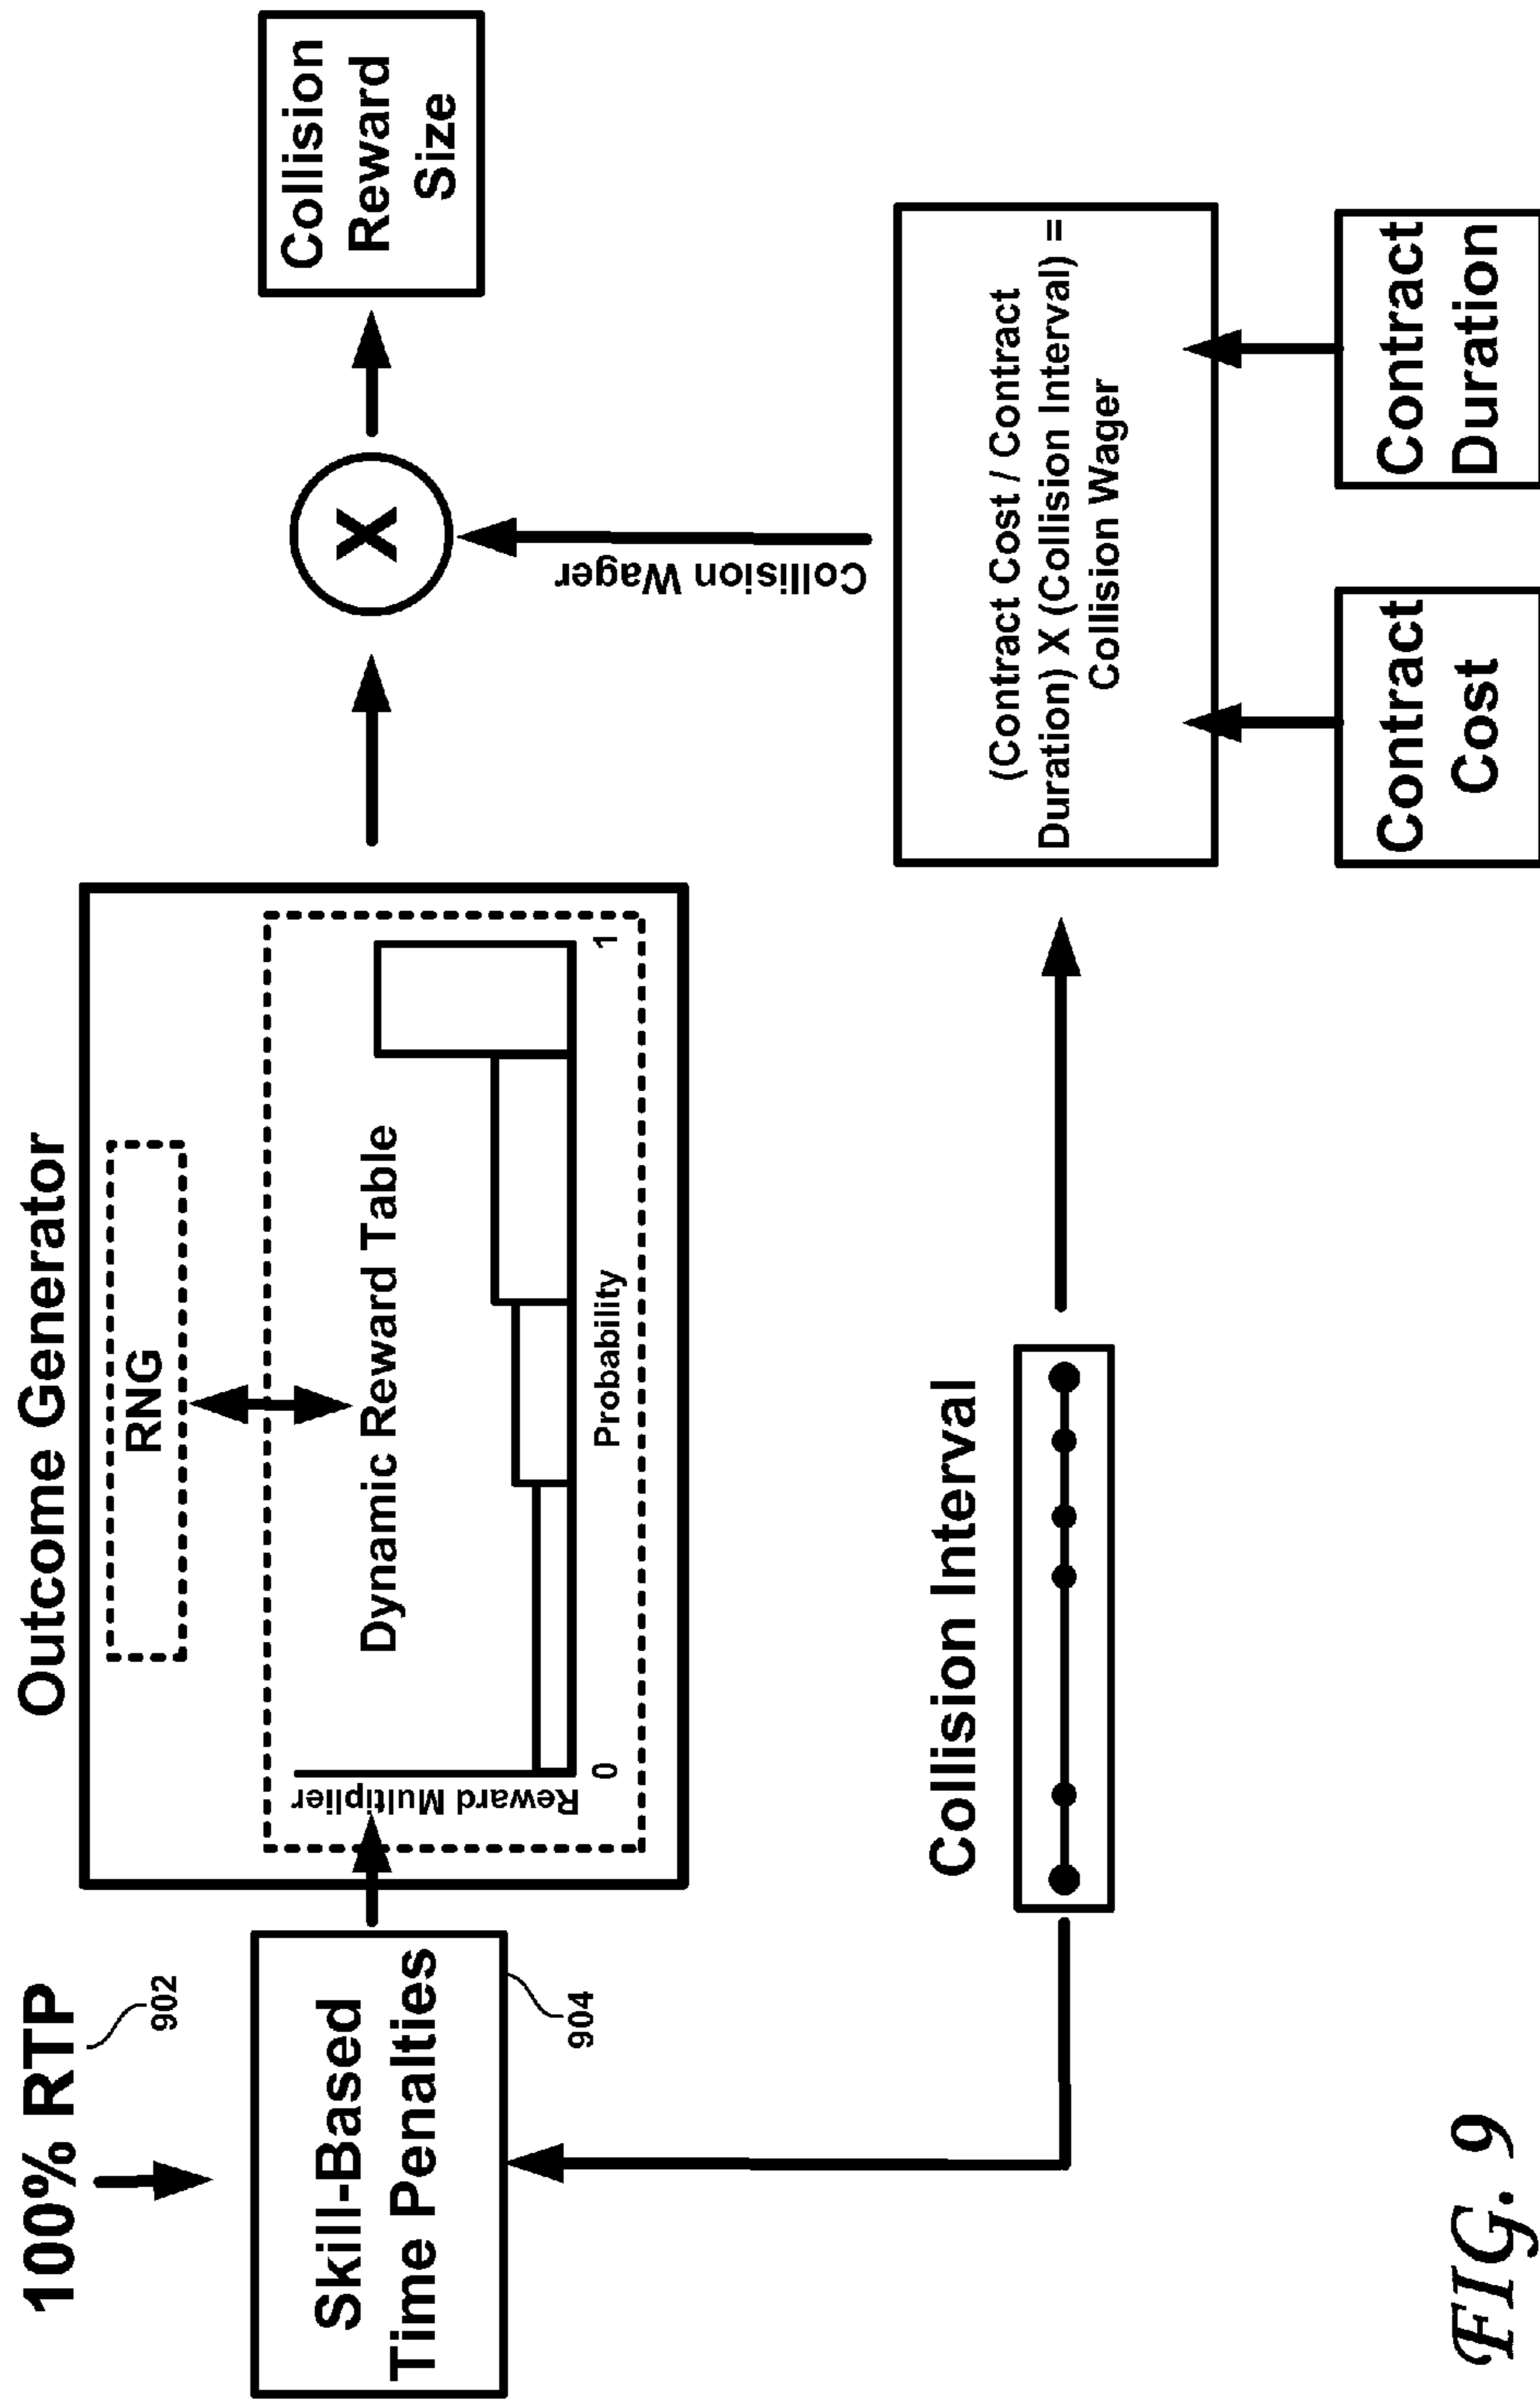 100% RTP
902
Skill-Based
Time Penalties
904
Outcome Generator
RNG
Dynamic Reward Table
Reward Multiplier
0
Probability
1
X
Collision
Reward
Size
Collision Wager
Collision Interval
(Contract Cost / Contract
Duration) X (Collision Interval) =
Collision Wager
Contract
Cost
Contract
Duration
FIG. 9